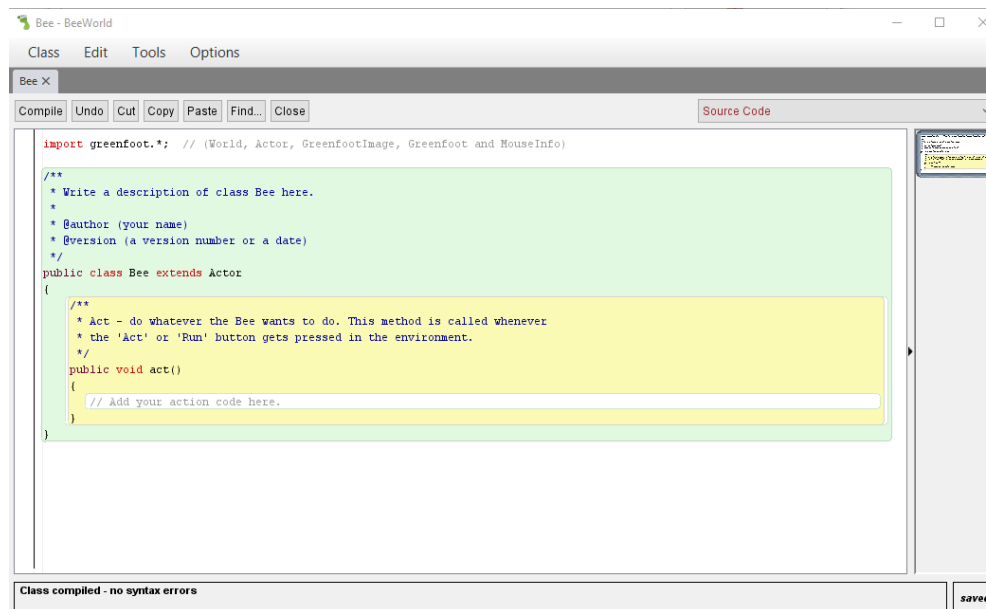 Bee - BeeWorld
Class Edit Tools Options
Bee X
Compile Undo Cut Copy Paste Find... Close Source Code
import greenfoot.*;  // (World, Actor, GreenfootImage, Greenfoot and MouseInfo)
/**
 * Write a description of class Bee here.
 *
 * @author (your name)
 * @version (a version number or a date)
 */
public class Bee extends Actor
{
/**
 * Act - do whatever the Bee wants to do. This method is called whenever
 * the 'Act' or 'Run' button gets pressed in the environment.
 */
public void act()
{
// Add your action code here.
}
}
Class compiled - no syntax errors
saved